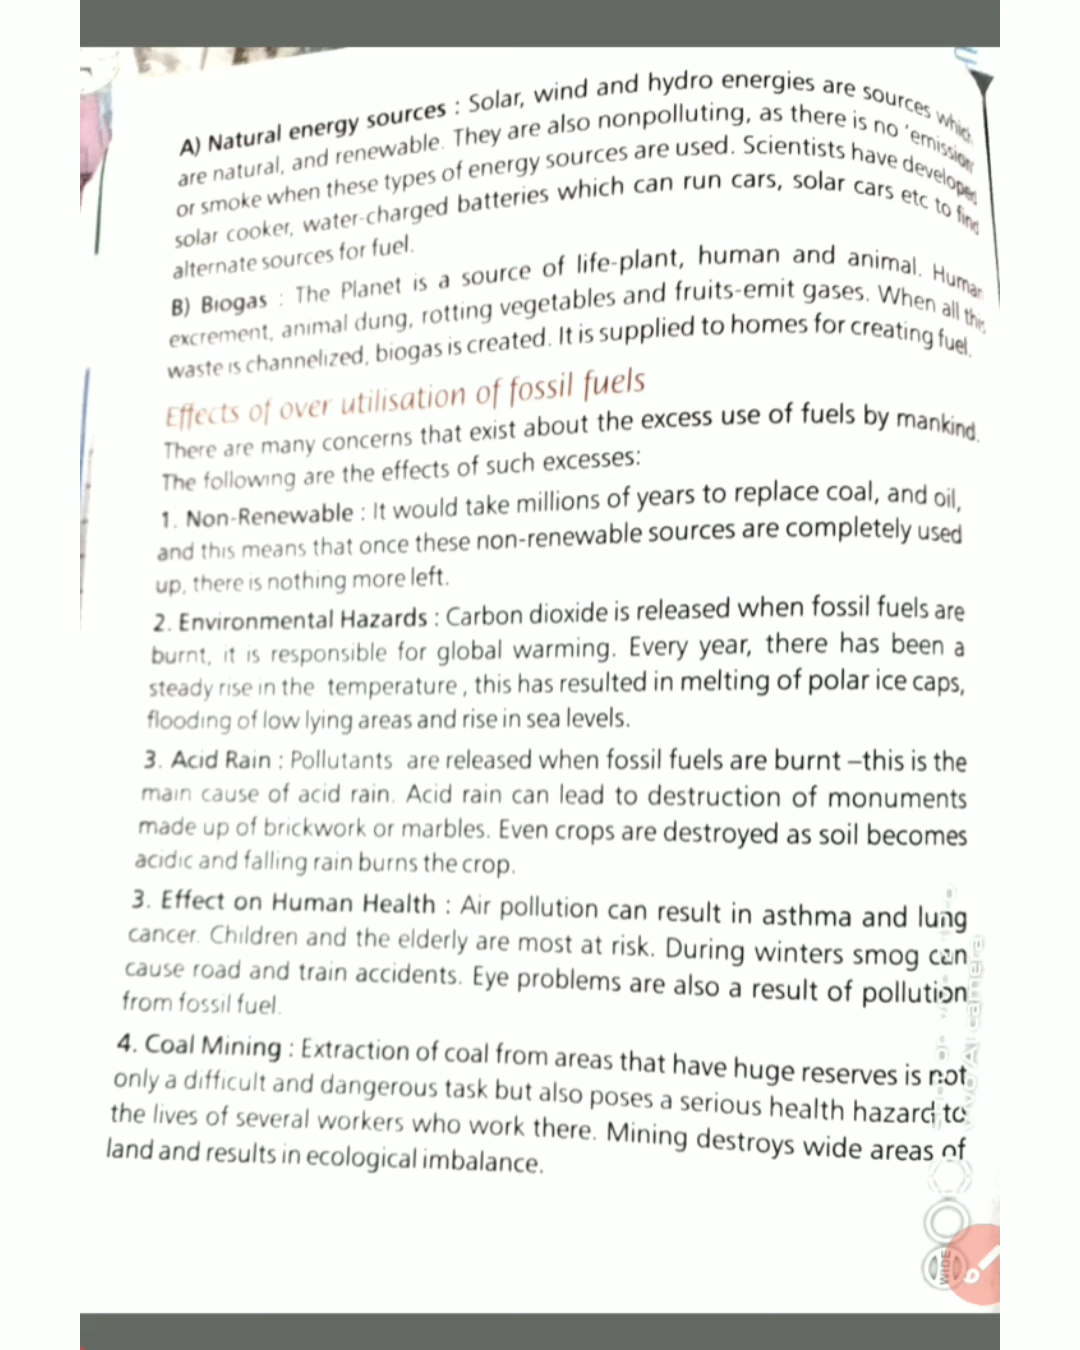 A) Natural energy sources : Solar, wind and hydro energies are sources which
are natural, and renewable. They are also nonpolluting, as there is no 'emission
or smoke when these types of energy sources are used. Scientists have developed
solar cooker, water-charged batteries which can run cars, solar cars etc to find
alternate sources for fuel.
B) Biogas : The Planet is a source of life-plant, human and animal. Human
excrement, animal dung, rotting vegetables and fruits-emit gases. When all this
waste is channelized, biogas is created. It is supplied to homes for creating fuel.
Effects of over utilisation of fossil fuels
There are many concerns that exist about the excess use of fuels by mankind.
The following are the effects of such excesses:
1. Non-Renewable : It would take millions of years to replace coal, and oil,
and this means that once these non-renewable sources are completely used
up, there is nothing more left.
2. Environmental Hazards : Carbon dioxide is released when fossil fuels are
burnt, it is responsible for global warming. Every year, there has been a
steady rise in the temperature , this has resulted in melting of polar ice caps,
flooding of low lying areas and rise in sea levels.
3. Acid Rain : Pollutants are released when fossil fuels are burnt –this is the
main cause of acid rain. Acid rain can lead to destruction of monuments
made up of brickwork or marbles. Even crops are destroyed as soil becomes
acidic and falling rain burns the crop.
3. Effect on Human Health : Air pollution can result in asthma and lung
cancer. Children and the elderly are most at risk. During winters smog can
cause road and train accidents. Eye problems are also a result of pollution
from fossil fuel.
4. Coal Mining : Extraction of coal from areas that have huge reserves is not
only a difficult and dangerous task but also poses a serious health hazard to
the lives of several workers who work there. Mining destroys wide areas of
land and results in ecological imbalance.
WIDE
AI camera